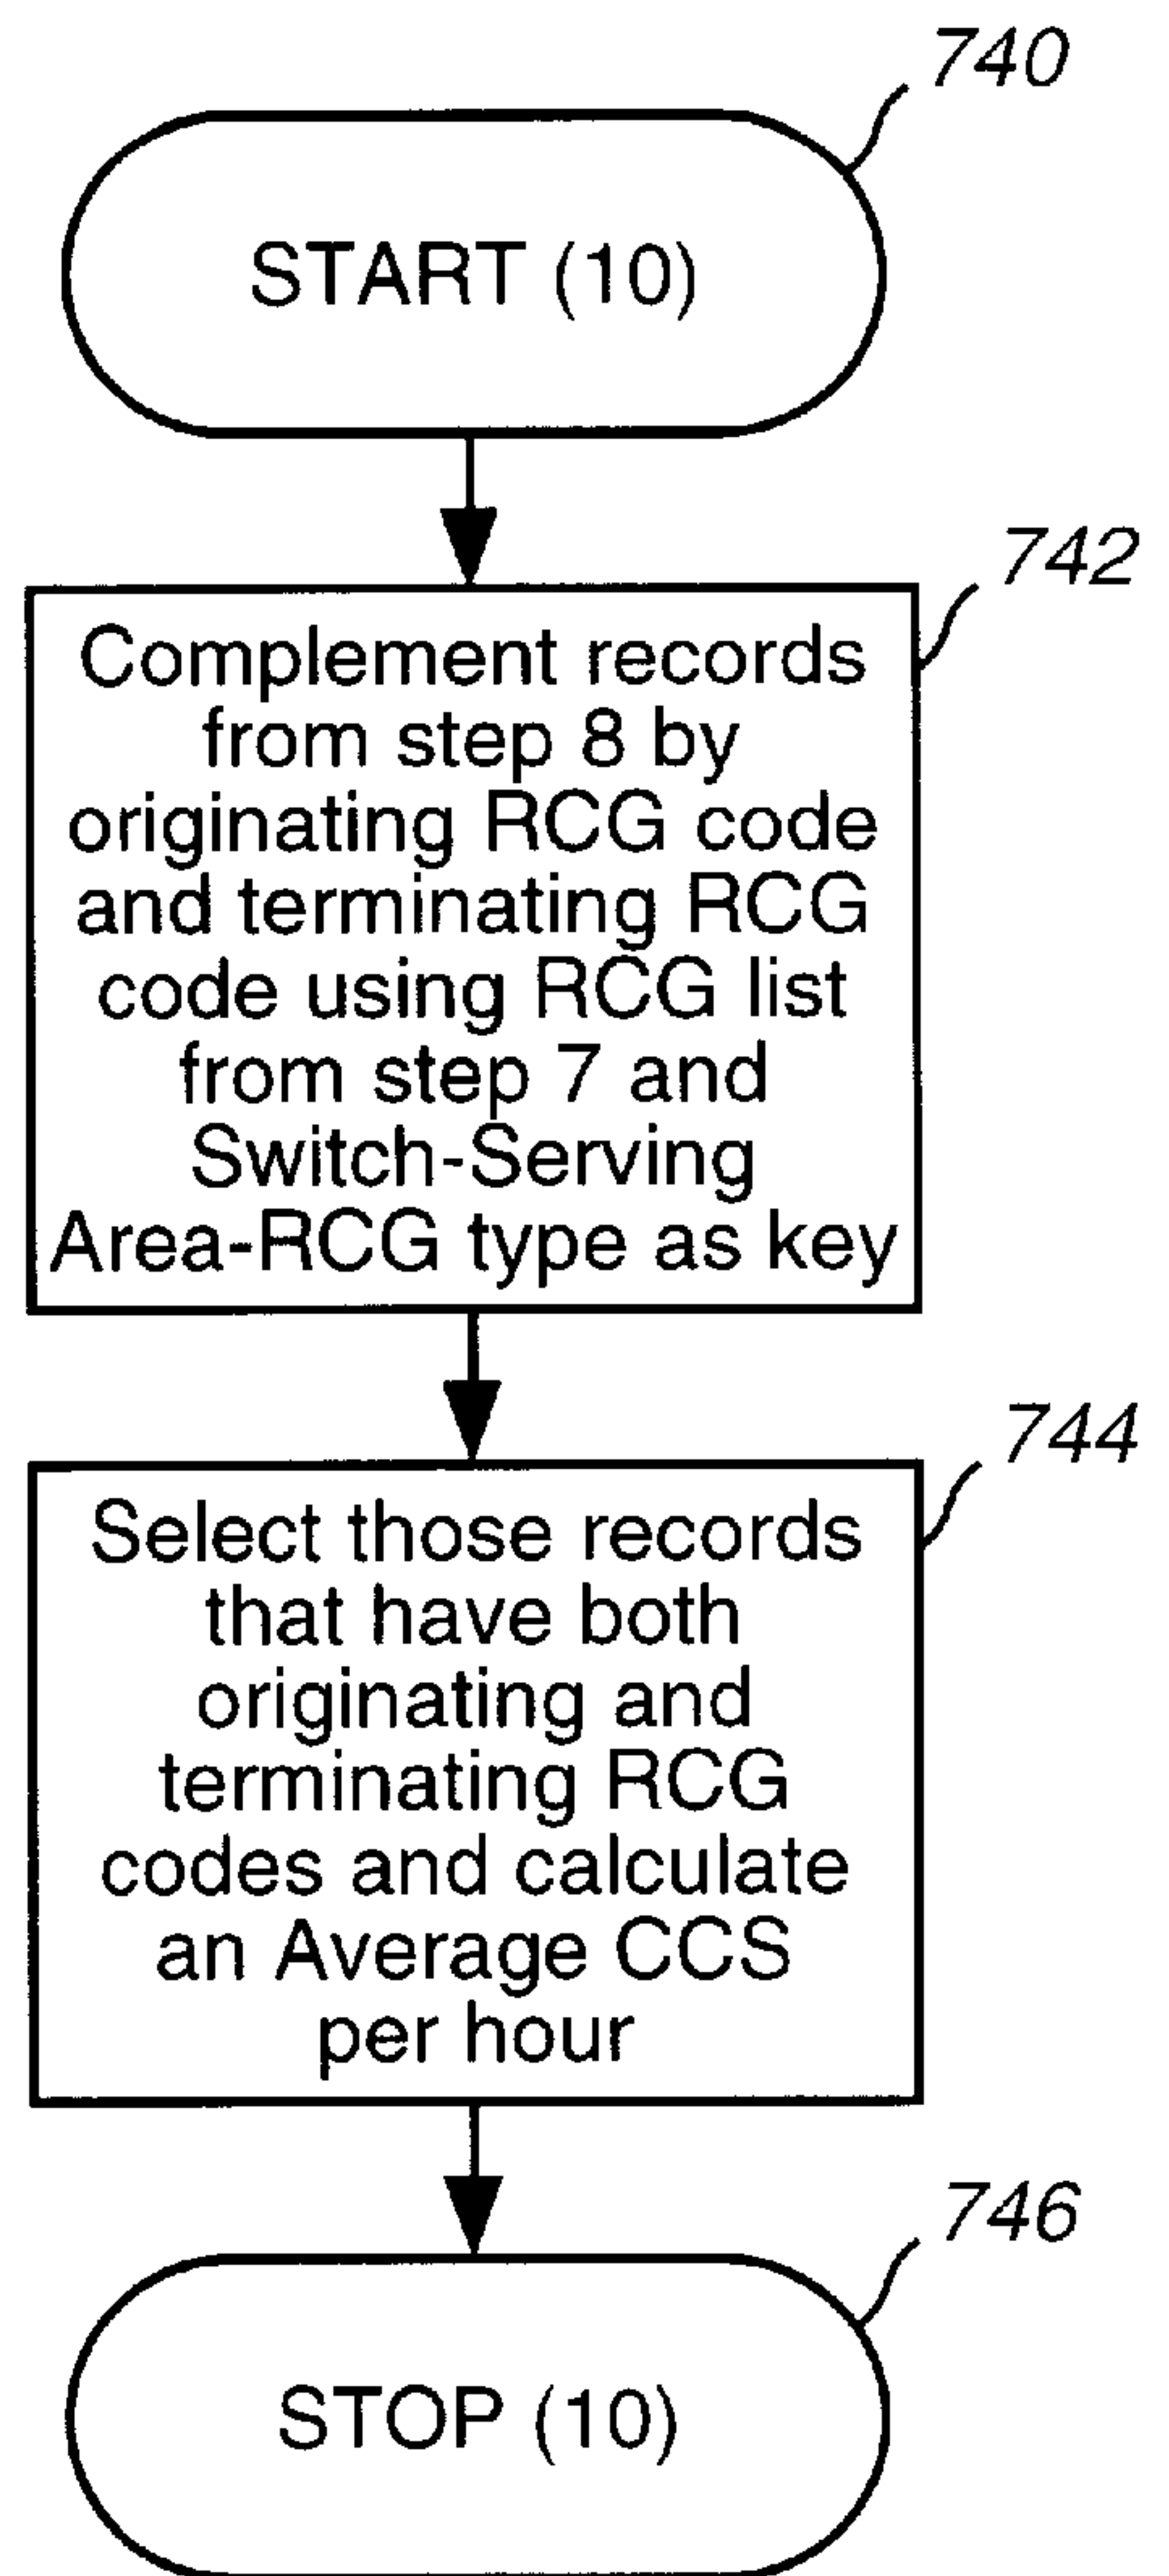 740
START (10)
742
Complement records
from step 8 by
originating RCG code
and terminating RCG
code using RCG list
from step 7 and
Switch-Serving
Area-RCG type as key
744
Select those records
that have both
originating and
terminating RCG
codes and calculate
an Average CCS
per hour
746
STOP (10)